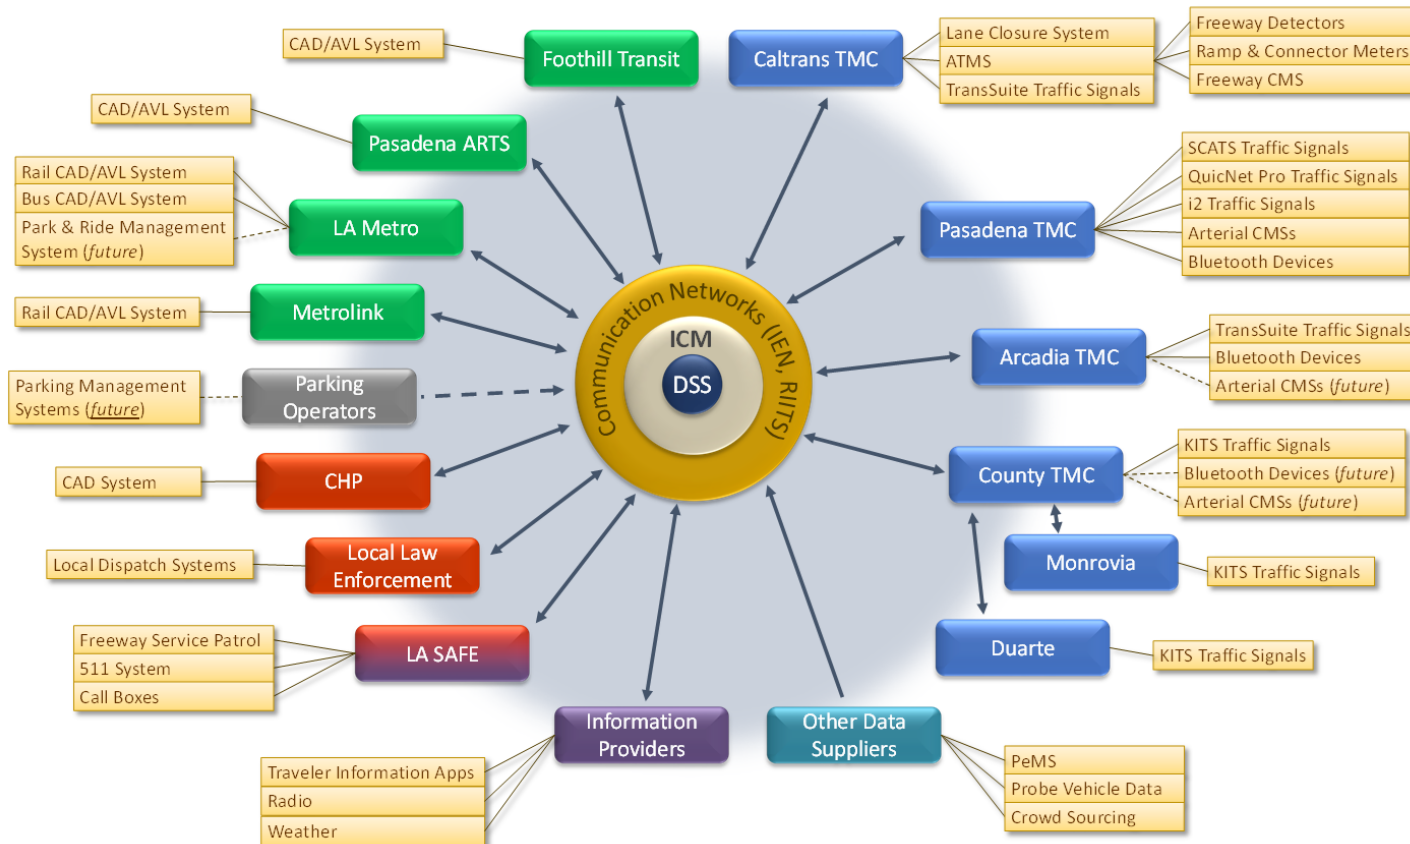 CAD/AVL System
Foothill Transit
Caltrans TMC
Lane Closure System
ATMS
TransSuite Traffic Signals
Freeway Detectors
Ramp & Connector Meters
Freeway CMS
CAD/AVL System
Pasadena ARTS
Rail CAD/AVL System
Bus CAD/AVL System
Park & Ride Management
System (future)
LA Metro
SCATS Traffic Signals
QuicNet Pro Traffic Signals
i2 Traffic Signals
Arterial CMSs
Bluetooth Devices
Pasadena TMC
Rail CAD/AVL System
Metrolink
Communication Networks (IEN, RIITS)
ICM
DSS
Arcadia TMC
TransSuite Traffic Signals
Bluetooth Devices
Arterial CMSs (future)
Parking Management
Systems (future)
Parking
Operators
CAD System
CHP
County TMC
KITS Traffic Signals
Bluetooth Devices (future)
Arterial CMSs (future)
Local Dispatch Systems
Local Law
Enforcement
Monrovia
KITS Traffic Signals
Freeway Service Patrol
511 System
Call Boxes
LA SAFE
Duarte
KITS Traffic Signals
Information
Providers
Other Data
Suppliers
Traveler Information Apps
Radio
Weather
PeMS
Probe Vehicle Data
Crowd Sourcing